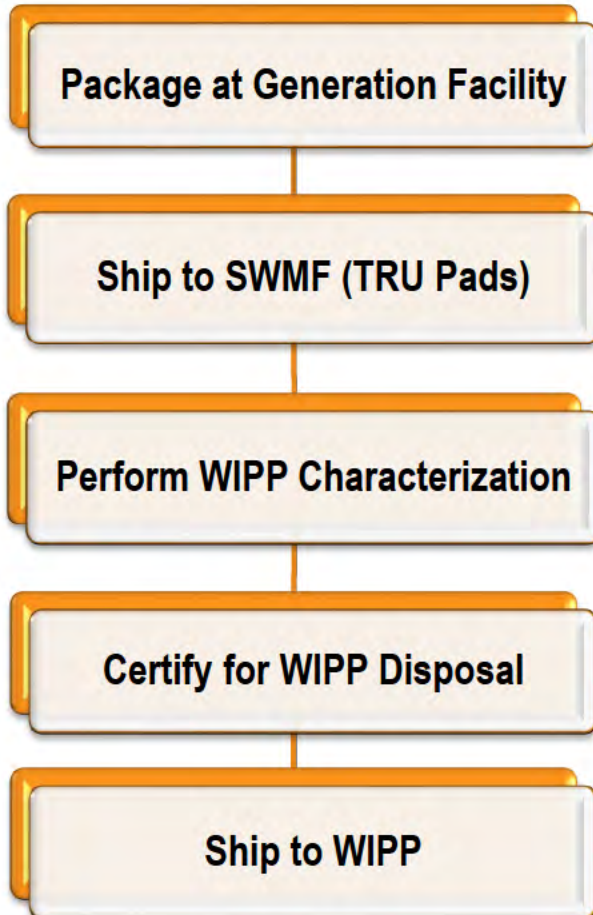 Package at Generation Facility
Ship to SWMF (TRU Pads)
Perform WIPP Characterization
Certify for WIPP Disposal
Ship to WIPP